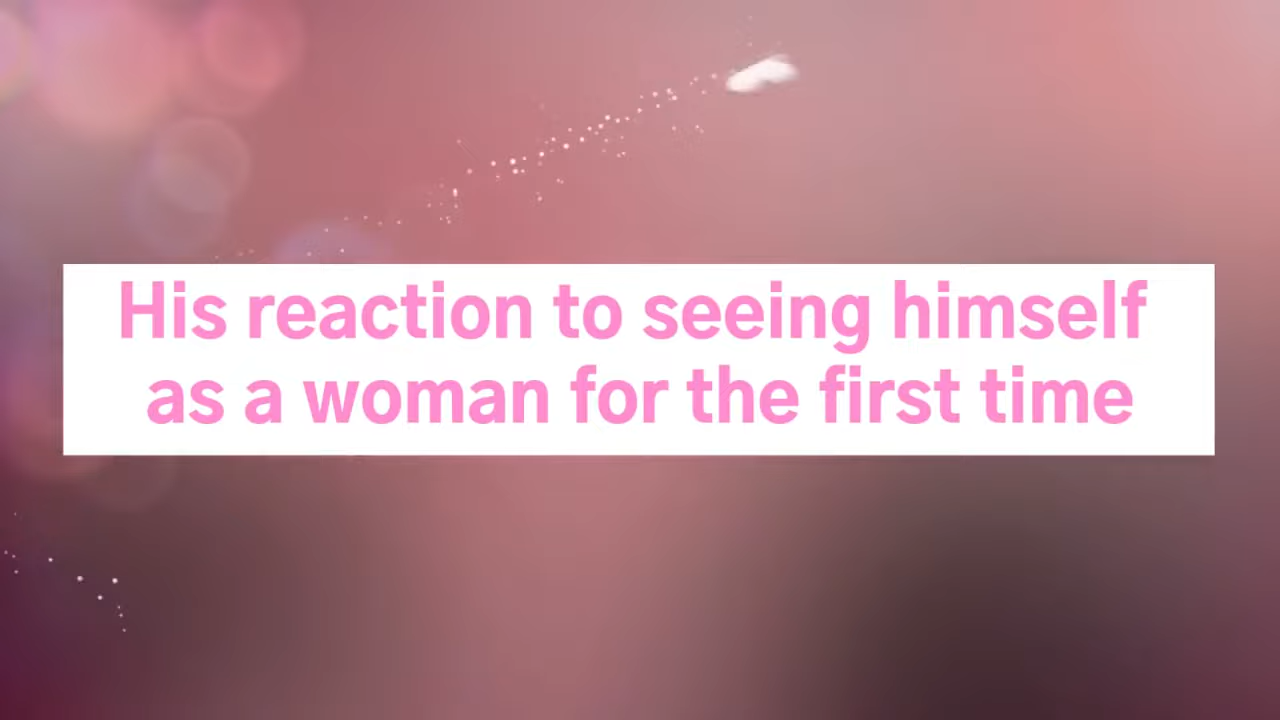 His reaction to seeing himself
as a woman for the first time